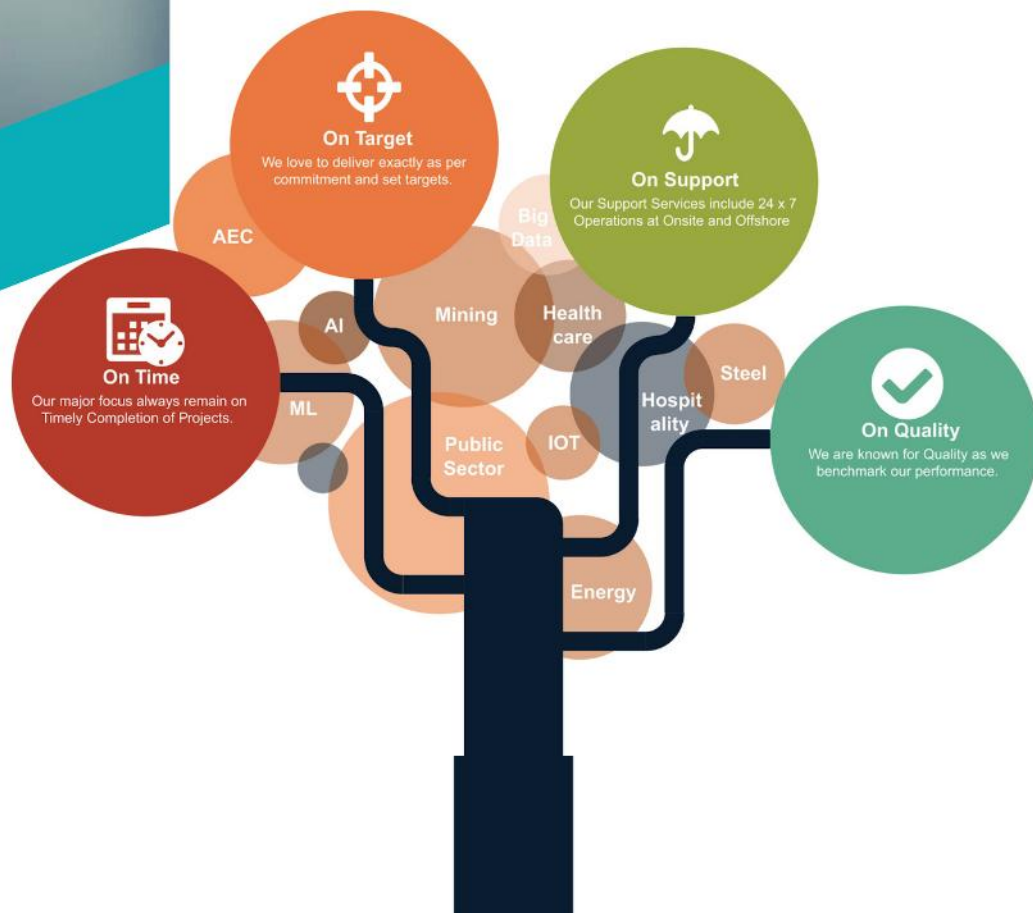 On Target
We love to deliver exactly as per
commitment and set targets.
On Support
Our Support Services include 24 x 7
Operations at Onsite and Offshore
Big
Data
AEC
On Time
Our major focus always remain on
Timely Completion of Projects.
AI
Mining
Health
care
ML
Hospit
ality
Steel
Public
Sector
IOT
On Quality
We are known for Quality as we
benchmark our performance.
Energy